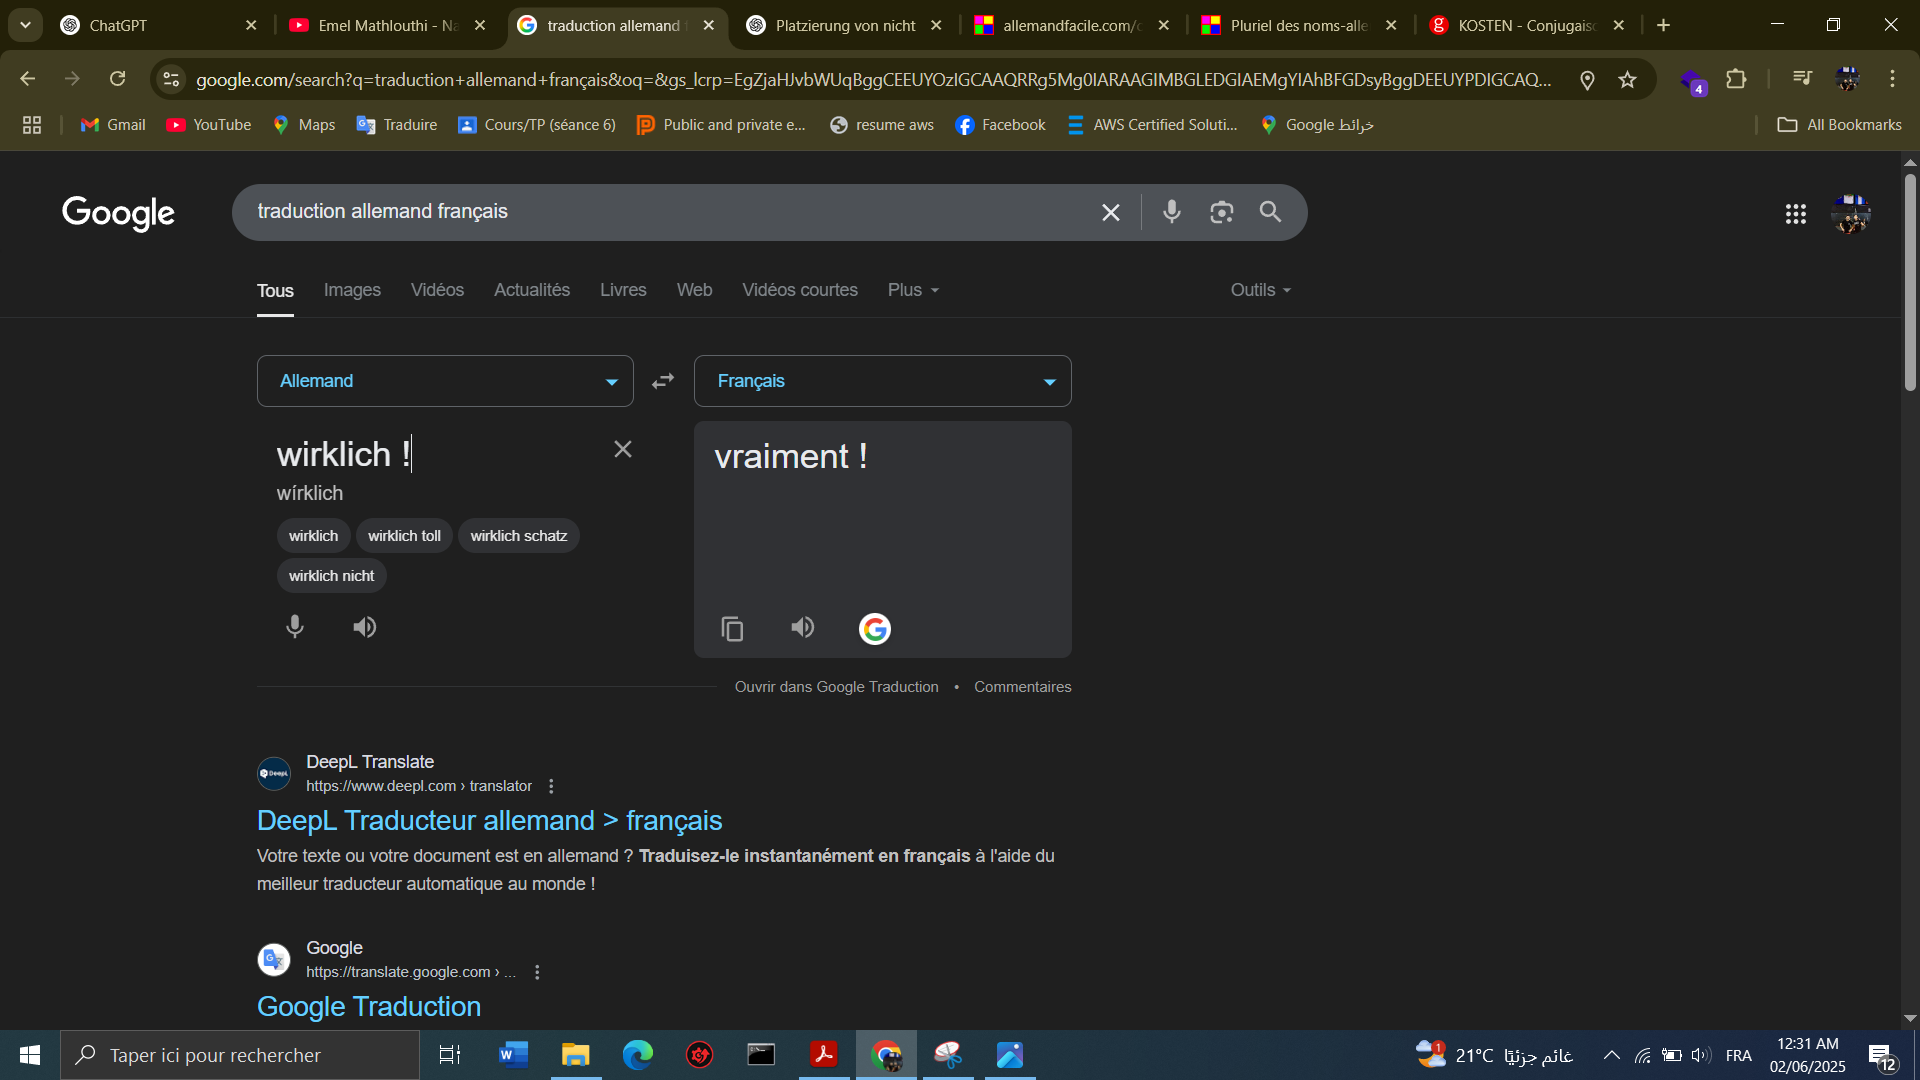 ChatGPT
Emel Mathlouthi - Na
traduction allemand f
Platzierung von nicht
allemandfacile.com/c
Pluriel des noms-alle
KOSTEN - Conjugaiso
google.com/search?q=traduction+allemand+français&oq=&gs_lcrp=EgZjaHJvbWUqBggCEEUYOzIGCAAQRRg5Mg0IARAAGIMBGLEDGIAEMgYIAhBFGDsyBggDEEUYPDIGCAQ...
4
Gmail
YouTube
Maps
Traduire
Cours/TP (séance 6)
Public and private e...
resume aws
Facebook
AWS Certified Soluti...
Google خرائط
All Bookmarks
Google
traduction allemand français
Tous
Images
Vidéos
Actualités
Livres
Web
Vidéos courtes
Plus
Outils
Allemand
Français
wirklich !
vraiment !
wírklich
wirklich
wirklich toll
wirklich schatz
wirklich nicht
Ouvrir dans Google Traduction • Commentaires
DeepL
DeepL Translate
https://www.deepl.com › translator
DeepL Traducteur allemand > français
Votre texte ou votre document est en allemand ? Traduisez-le instantanément en français à l'aide du
meilleur traducteur automatique au monde !
Google
https://translate.google.com › ...
Google Traduction
Taper ici pour rechercher
1
21°C غائم جزئيًا
FRA
12:31 AM
02/06/2025
12